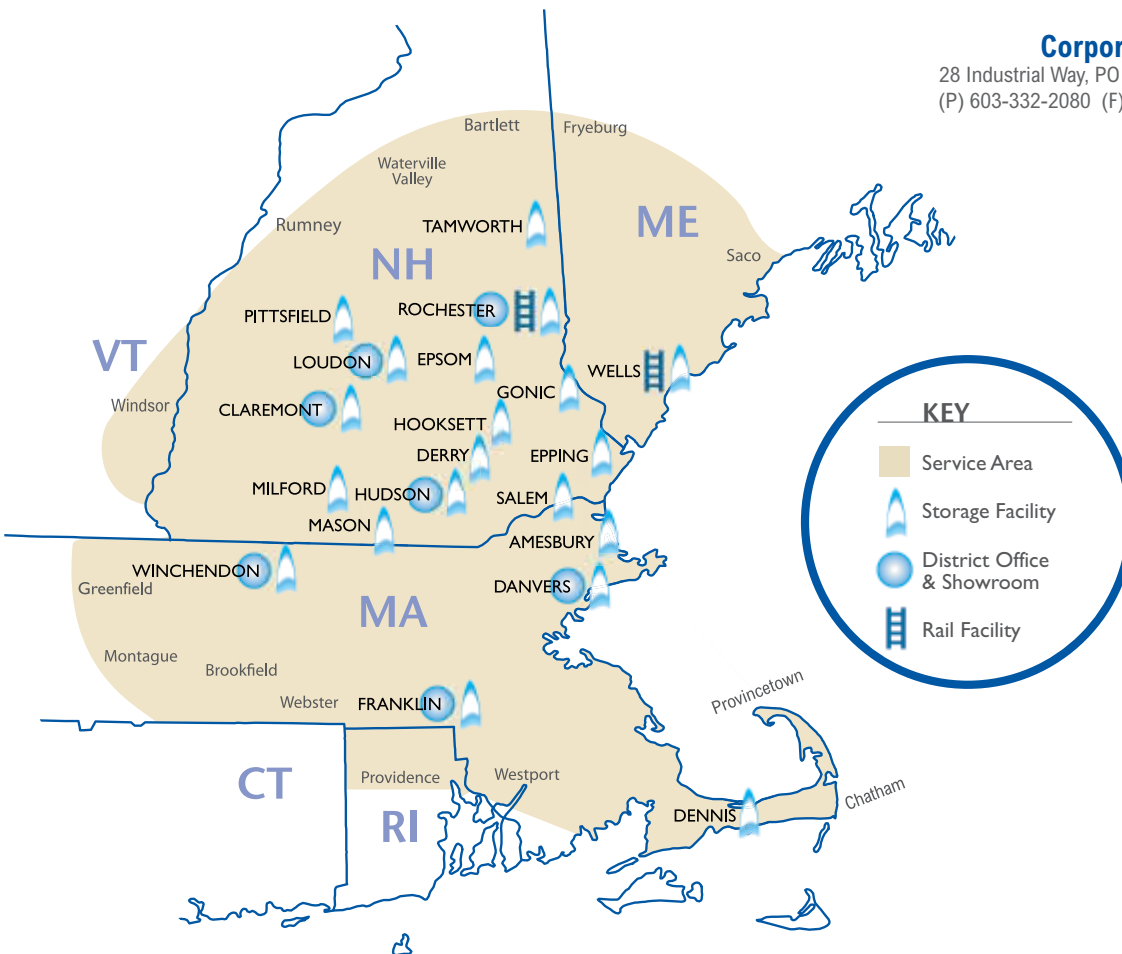 Corpor
28 Industrial Way, PO
(P) 603-332-2080 (F)
Bartlett
Fryeburg
Waterville
Valley
Rumney
TAMWORTH
ME
NH
Saco
PITTSFIELD
ROCHESTER
VT
LOUDON
EPSOM
WELLS
GONIC
Windsor
CLAREMONT
HOOKSETT
DERRY
EPPING
MILFORD
HUDSON
SALEM
MASON
AMESBURY
WINCHENDON
Greenfield
DANVERS
MA
Montague
Brookfield
Webster
FRANKLIN
Provincetown
CT
Providence
Westport
Chatham
RI
DENNIS
KEY
Service Area
Storage Facility
District Office
& Showroom
Rail Facility